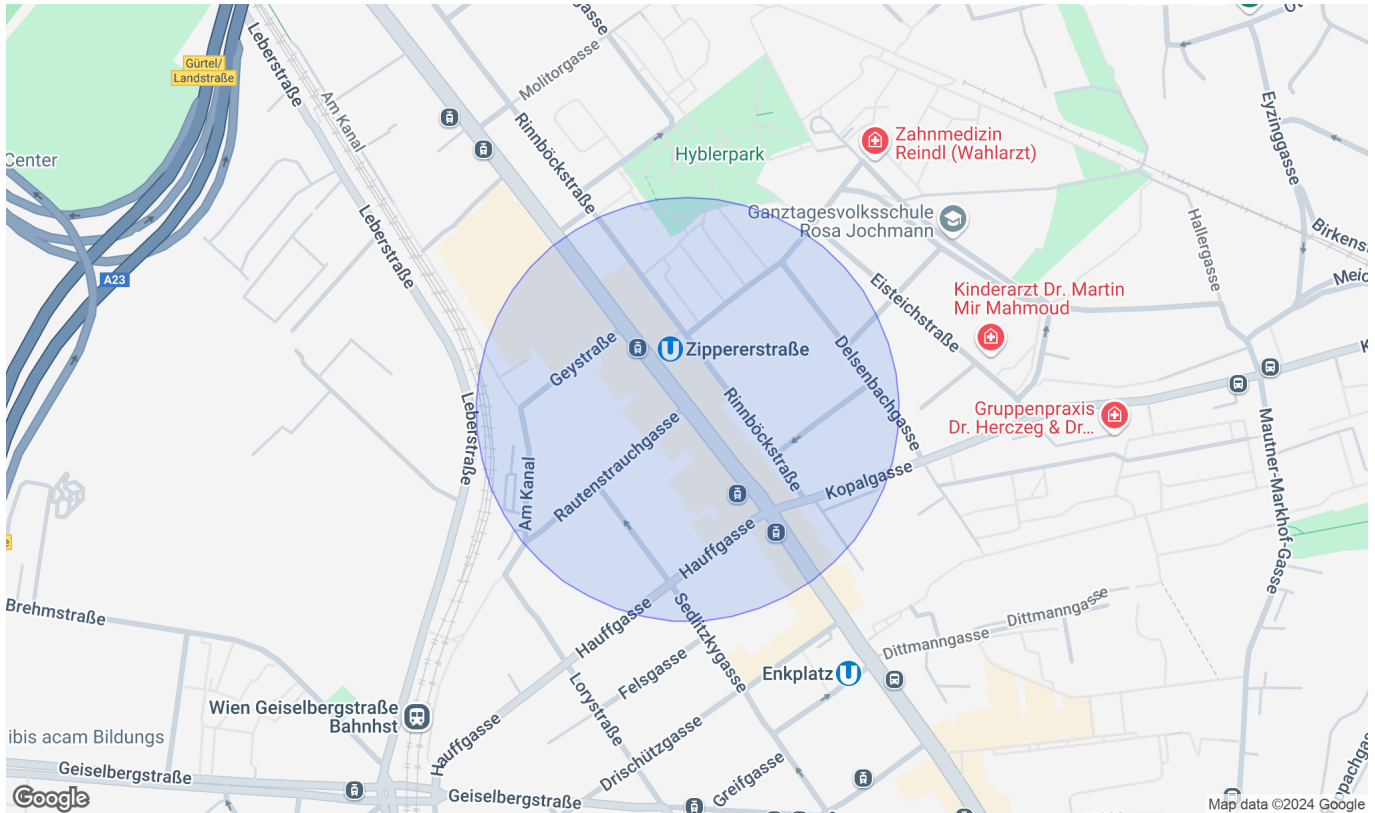 Gürtel/
Landstraße
Leberstraße
Am Kanal
Molitorgasse
Rinnböckstraße
Hyblerpark
Zahnmedizin
Reindl (Wahlarzt)
Eyzinggasse
Center
Leberstraße
Ganztagesvolksschule
Rosa Jochmann
Hallergasse
Birkenst
Meic
A23
Eisteichstraße
Kinderarzt Dr. Martin
Mir Mahmoud
Geystraße
Zippererstraße
Delsenbachgasse
K
Leberstraße
Rinnböckstraße
Gruppenpraxis
Dr. Herczeg & Dr...
Rautenstrauchgasse
Am Kanal
Kopalgasse
Mautner-Markhof-Gasse
Hauffgasse
Brehmstraße
Hauffgasse
Sedlitzkygasse
Dittmanngasse
Dittmanngasse
Felsgasse
Enkplatz
Lorystraße
Wien Geiselbergstraße
Bahnhst
ibis acam Bildungs
Hauffgasse
Drischützgasse
Greifgasse
Geiselbergstraße
Geiselbergstraße
ppachgas
Google
Map data ©2024 Google